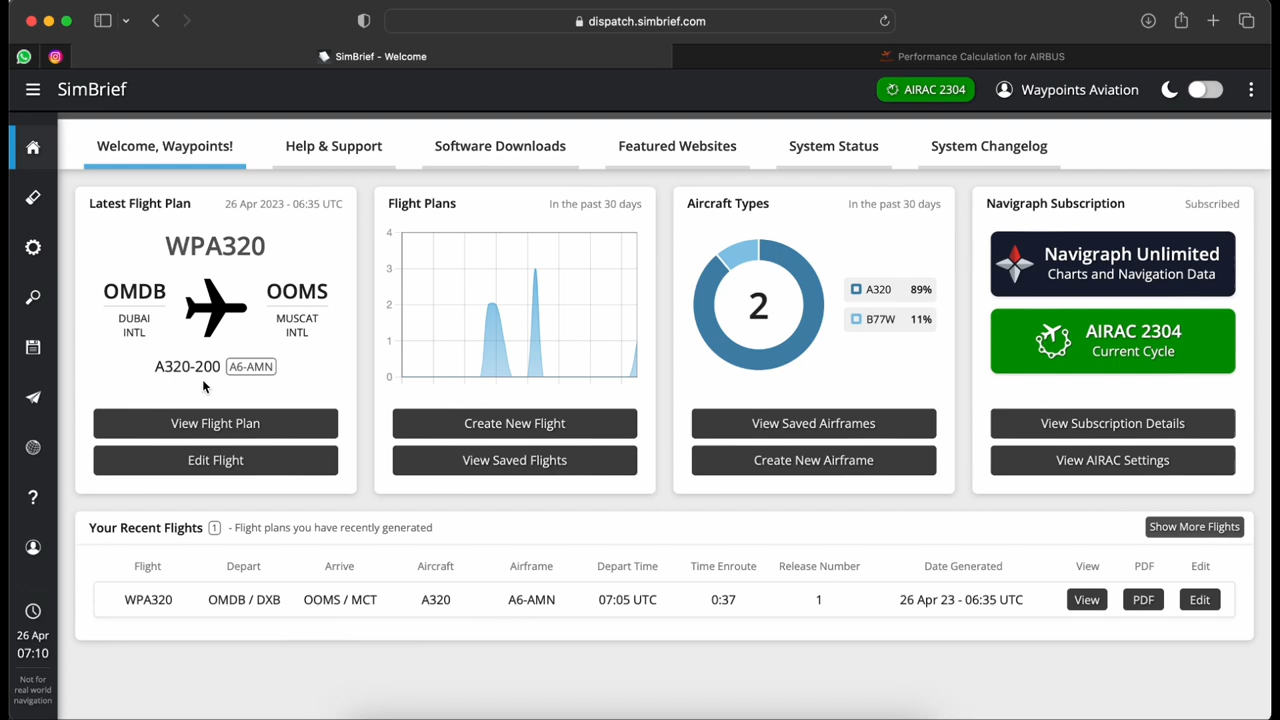 dispatch.simbrief.com
SimBrief – Welcome
Performance Calculation for AIRBUS
SimBrief
AIRAC 2304
Waypoints Aviation
Welcome, Waypoints!
Help & Support
Software Downloads
Featured Websites
System Status
System Changelog
Latest Flight Plan
26 Apr 2023 - 06:35 UTC
WPA320
OMDB
DUBAI
INTL
OOMS
MUSCAT
INTL
A320-200 A6-AMN
View Flight Plan
Edit Flight
Flight Plans
In the past 30 days
4
3
2
1
0
Create New Flight
View Saved Flights
Aircraft Types
In the past 30 days
2
A320 89%
B77W 11%
View Saved Airframes
Create New Airframe
Navigraph Subscription
Subscribed
Navigraph Unlimited
Charts and Navigation Data
AIRAC 2304
Current Cycle
View Subscription Details
View AIRAC Settings
Your Recent Flights 1 - Flight plans you have recently generated
Show More Flights
Flight Depart Arrive Aircraft Airframe Depart Time Time Enroute Release Number Date Generated View PDF Edit
WPA320 OMDB / DXB OOMS / MCT A320 A6-AMN 07:05 UTC 0:37 1 26 Apr 23 - 06:35 UTC View PDF Edit
?
26 Apr
07:10
Not for
real world
navigation